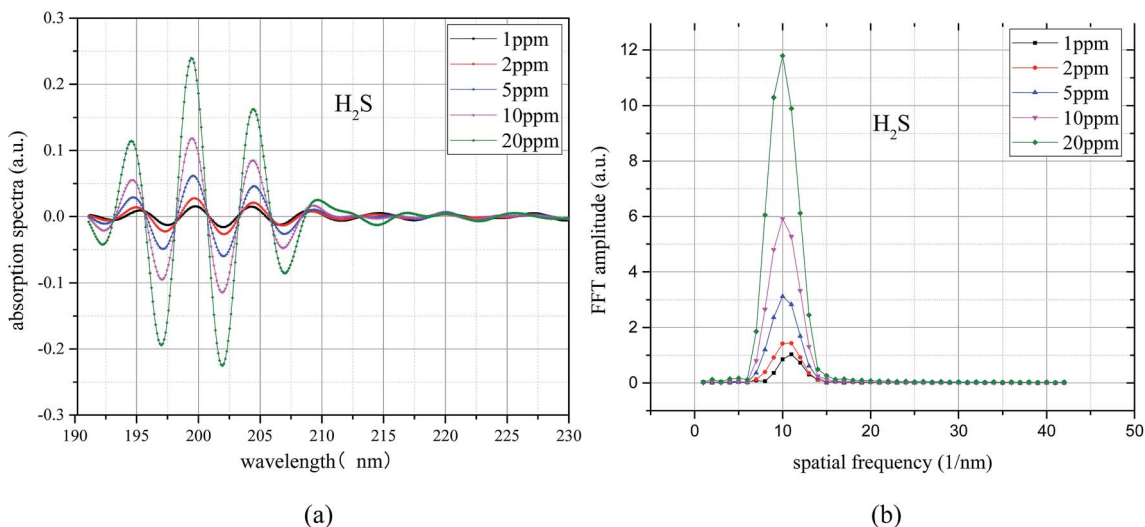 0.3
0.2
0.1
0.0
-0.1
-0.2
-0.3
absorption spectra (a.u.)
190 195 200 205 210 215 220 225 230
wavelength( nm)
H₂S
1ppm
2ppm
5ppm
10ppm
20ppm
(a)
12
10
8
6
4
2
0
FFT amplitude (a.u.)
0 10 20 30 40 50
spatial frequency (1/nm)
H₂S
1ppm
2ppm
5ppm
10ppm
20ppm
(b)